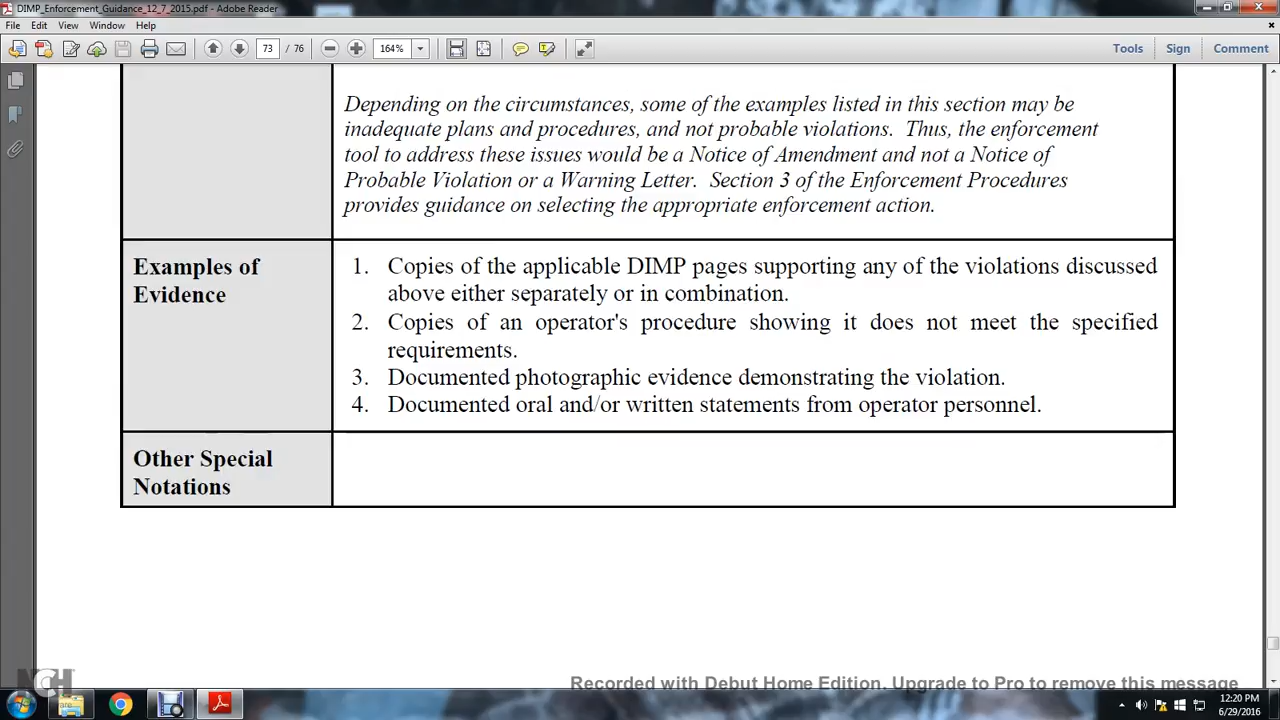 DIMP_Enforcement_Guidance_12_7_2015.pdf - Adobe Reader
File Edit View Window Help
73 / 76 164% Tools Sign Comment
Depending on the circumstances, some of the examples listed in this section may be
inadequate plans and procedures, and not probable violations. Thus, the enforcement
tool to address these issues would be a Notice of Amendment and not a Notice of
Probable Violation or a Warning Letter. Section 3 of the Enforcement Procedures
provides guidance on selecting the appropriate enforcement action.
Examples of
Evidence
1. Copies of the applicable DIMP pages supporting any of the violations discussed
above either separately or in combination.
2. Copies of an operator's procedure showing it does not meet the specified
requirements.
3. Documented photographic evidence demonstrating the violation.
4. Documented oral and/or written statements from operator personnel.
Other Special
Notations
NCH
Recorded with Debut Home Edition. Upgrade to Pro to remove this message
12:20 PM
6/29/2016